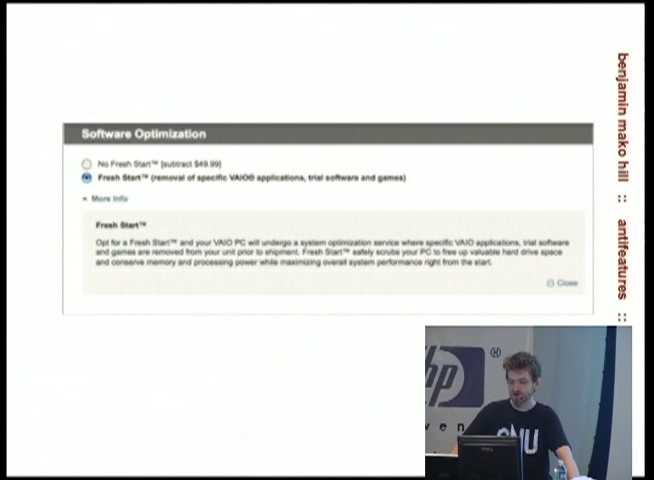 Software Optimization
No Fresh Start™ [subtract $49.99]
Fresh Start™ (removal of specific VAIO® applications, trial software and games)
More Info
Fresh Start™
Opt for a Fresh Start™ and your VAIO PC will undergo a system optimization service where specific VAIO applications, trial software
and games are removed from your unit prior to shipment. Fresh Start™ safely scrubs your PC to free up valuable hard drive space
and conserve memory and processing power while maximizing overall system performance right from the start.
Close
benjamin mako hill :: antifeatures ::
hp ®
v e n
GNU